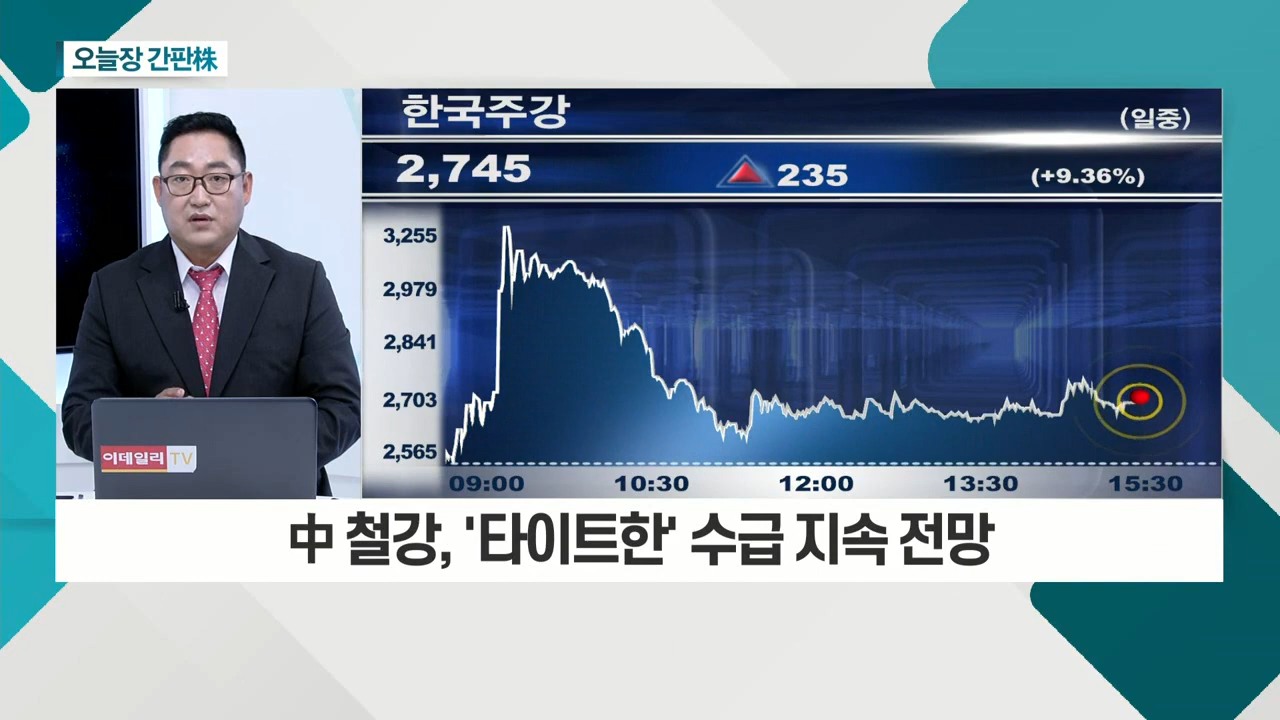 오늘장 간판株
한국주강
(일중)
2,745 235 (+9.36%)
3,255
2,979
2,841
2,703
2,565
09:00 10:30 12:00 13:30 15:30
이데일리TV
中 철강, '타이트한' 수급 지속 전망